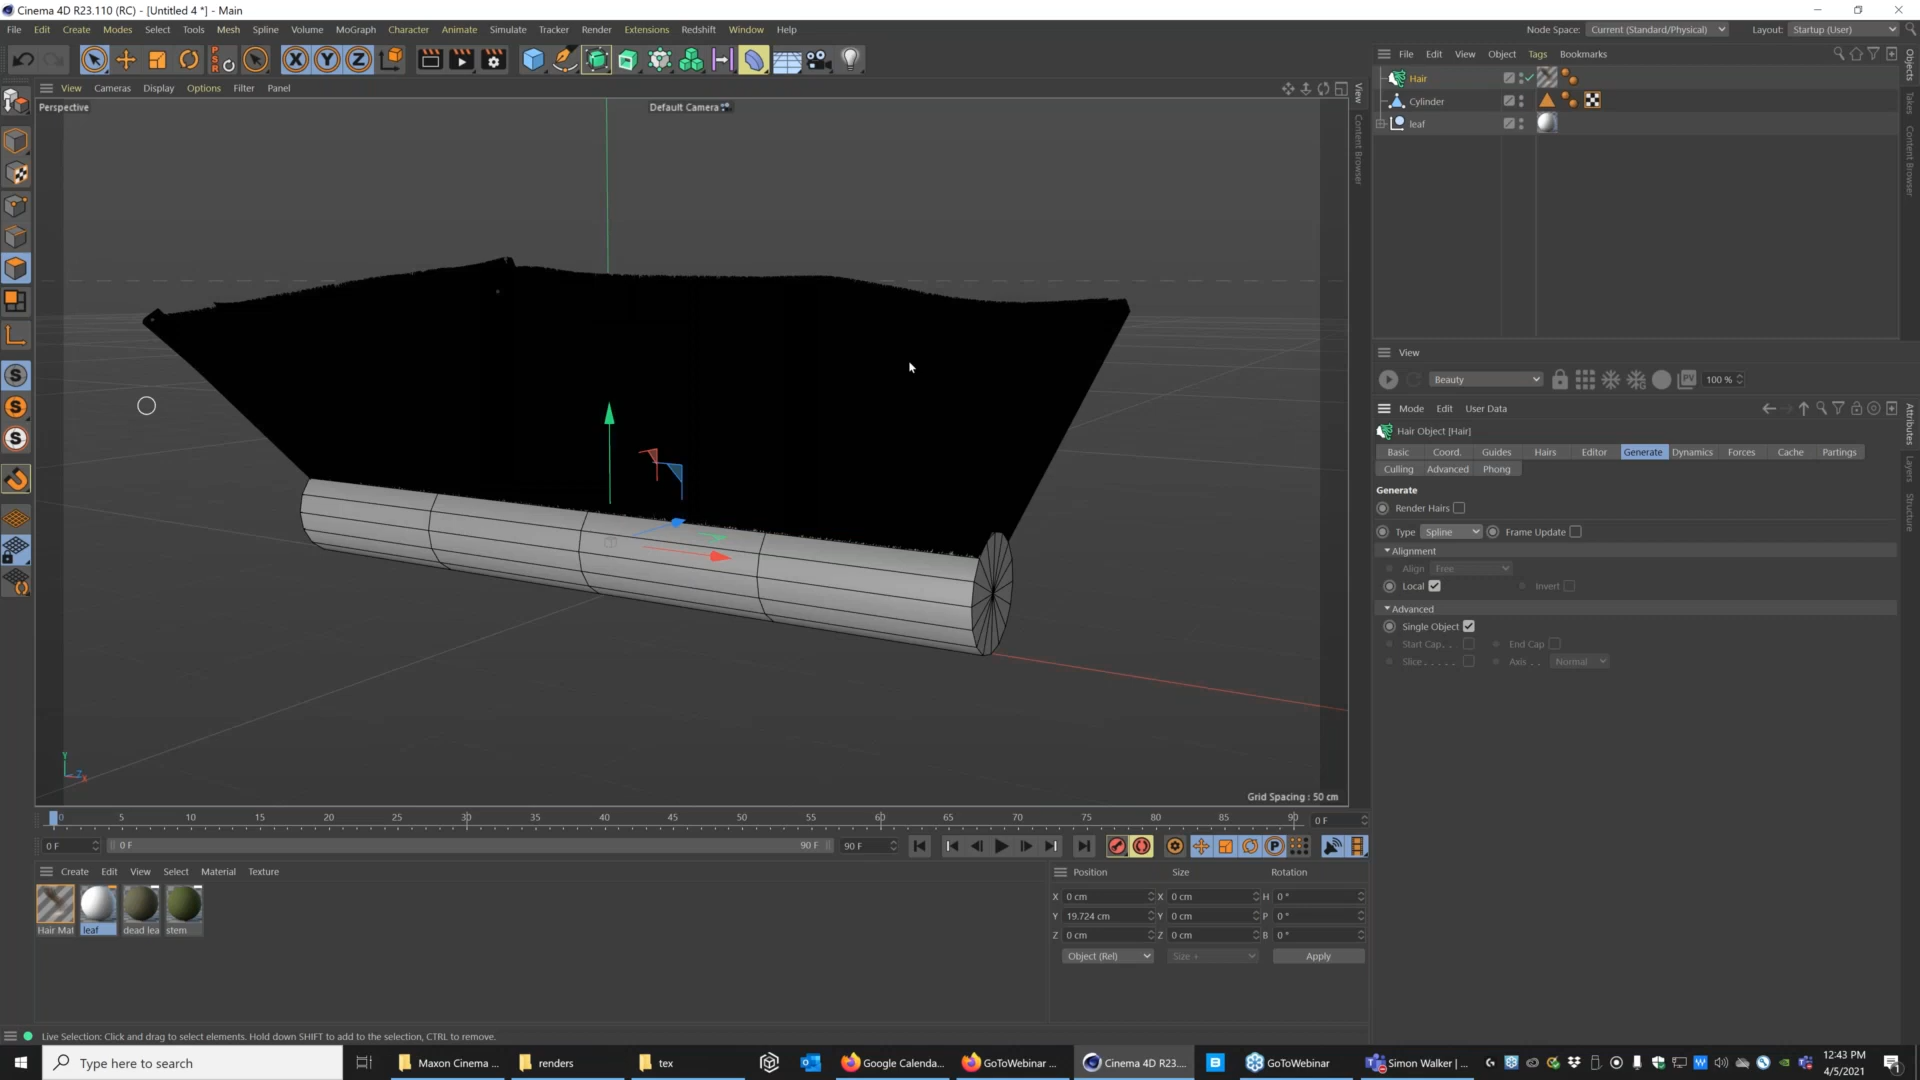 Cinema 4D R23.110 (RC) - [Untitled 4 *] - Main
File Edit Create Modes Select Tools Mesh Spline Volume MoGraph Character Animate Simulate Tracker Render Extensions Redshift Window Help
Node Space: Current (Standard/Physical) Layout: Startup (User)
View Cameras Display Options Filter Panel
Perspective
Default Camera
File Edit View Object Tags Bookmarks
Hair
Cylinder
leaf
View
Content Browser
Objects
Takes
Content Browser
View
Beauty 100 %
Mode Edit User Data
Hair Object [Hair]
Basic Coord. Guides Hairs Editor Generate Dynamics Forces Cache Partings
Culling Advanced Phong
Generate
Render Hairs
Type Spline Frame Update
Alignment
Align Free
Local Invert
Advanced
Single Object
Start Cap. . End Cap
Slice . . . . . Axis . . Normal
Attributes
Layers
Structure
Y
Z
X
Grid Spacing : 50 cm
0 5 10 15 20 25 30 35 40 45 50 55 60 65 70 75 80 85 90 0 F
0 F 0 F 90 F 90 F
Create Edit View Select Material Texture
Hair Mat leaf dead lea stem
Position Size Rotation
X 0 cm X 0 cm H 0 °
Y 19.724 cm Y 0 cm P 0 °
Z 0 cm Z 0 cm B 0 °
Object (Rel) Size + Apply
Live Selection: Click and drag to select elements. Hold down SHIFT to add to the selection, CTRL to remove.
Type here to search
Maxon Cinema ... renders tex Google Calenda... GoToWebinar ... Cinema 4D R23.... GoToWebinar Simon Walker | ...
12:43 PM
4/5/2021